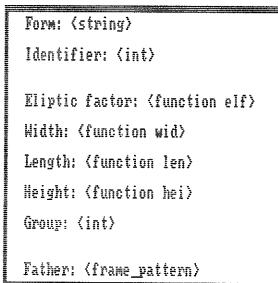 Form: <string>
Identifier: <int>
Eliptic factor: <function elf>
Width: <function wid>
Length: <function len>
Height: <function hei>
Group: <int>
Father: <frame_pattern>